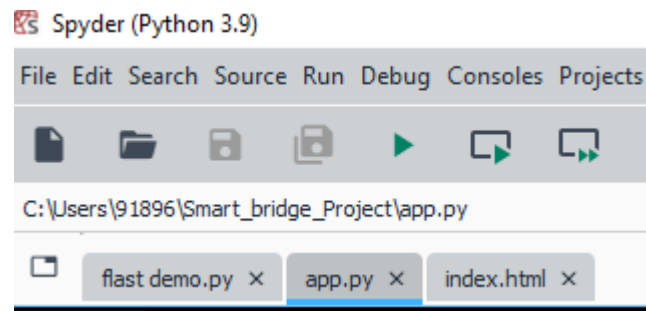 Spyder (Python 3.9)
File Edit Search Source Run Debug Consoles Projects
C:\Users\91896\Smart_bridge_Project\app.py
flast demo.py × app.py × index.html ×